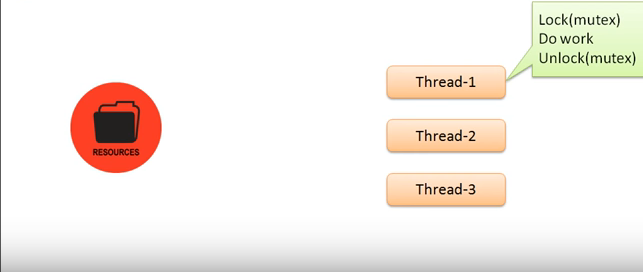 Lock(mutex)
Do work
Unlock(mutex)
Thread-1
Thread-2
Thread-3
RESOURCES